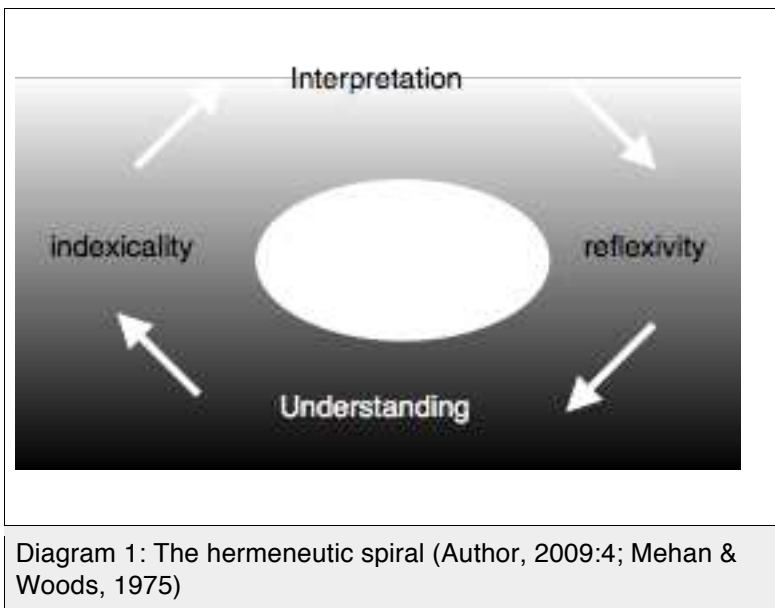 Interpretation
indexicality
reflexivity
Understanding
Diagram 1: The hermeneutic spiral (Author, 2009:4; Mehan &
Woods, 1975)